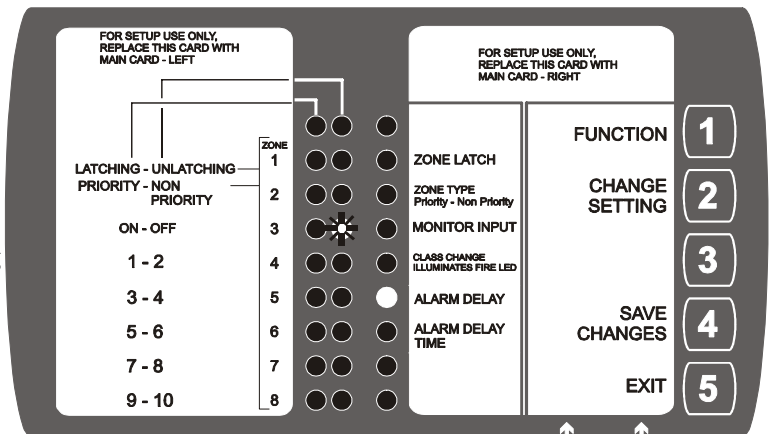 FOR SETUP USE ONLY,
REPLACE THIS CARD WITH
MAIN CARD - LEFT
ZONE
LATCHING - UNLATCHING
PRIORITY - NON
PRIORITY
ON - OFF
1 - 2
3 - 4
5 - 6
7 - 8
9 - 10
1
2
3
4
5
6
7
8
FOR SETUP USE ONLY,
REPLACE THIS CARD WITH
MAIN CARD - RIGHT
ZONE LATCH
ZONE TYPE
Priority - Non Priority
MONITOR INPUT
CLASS CHANGE
ILLUMINATES FIRE LED
ALARM DELAY
ALARM DELAY
TIME
FUNCTION 1
CHANGE
SETTING 2
3
SAVE
CHANGES 4
EXIT 5